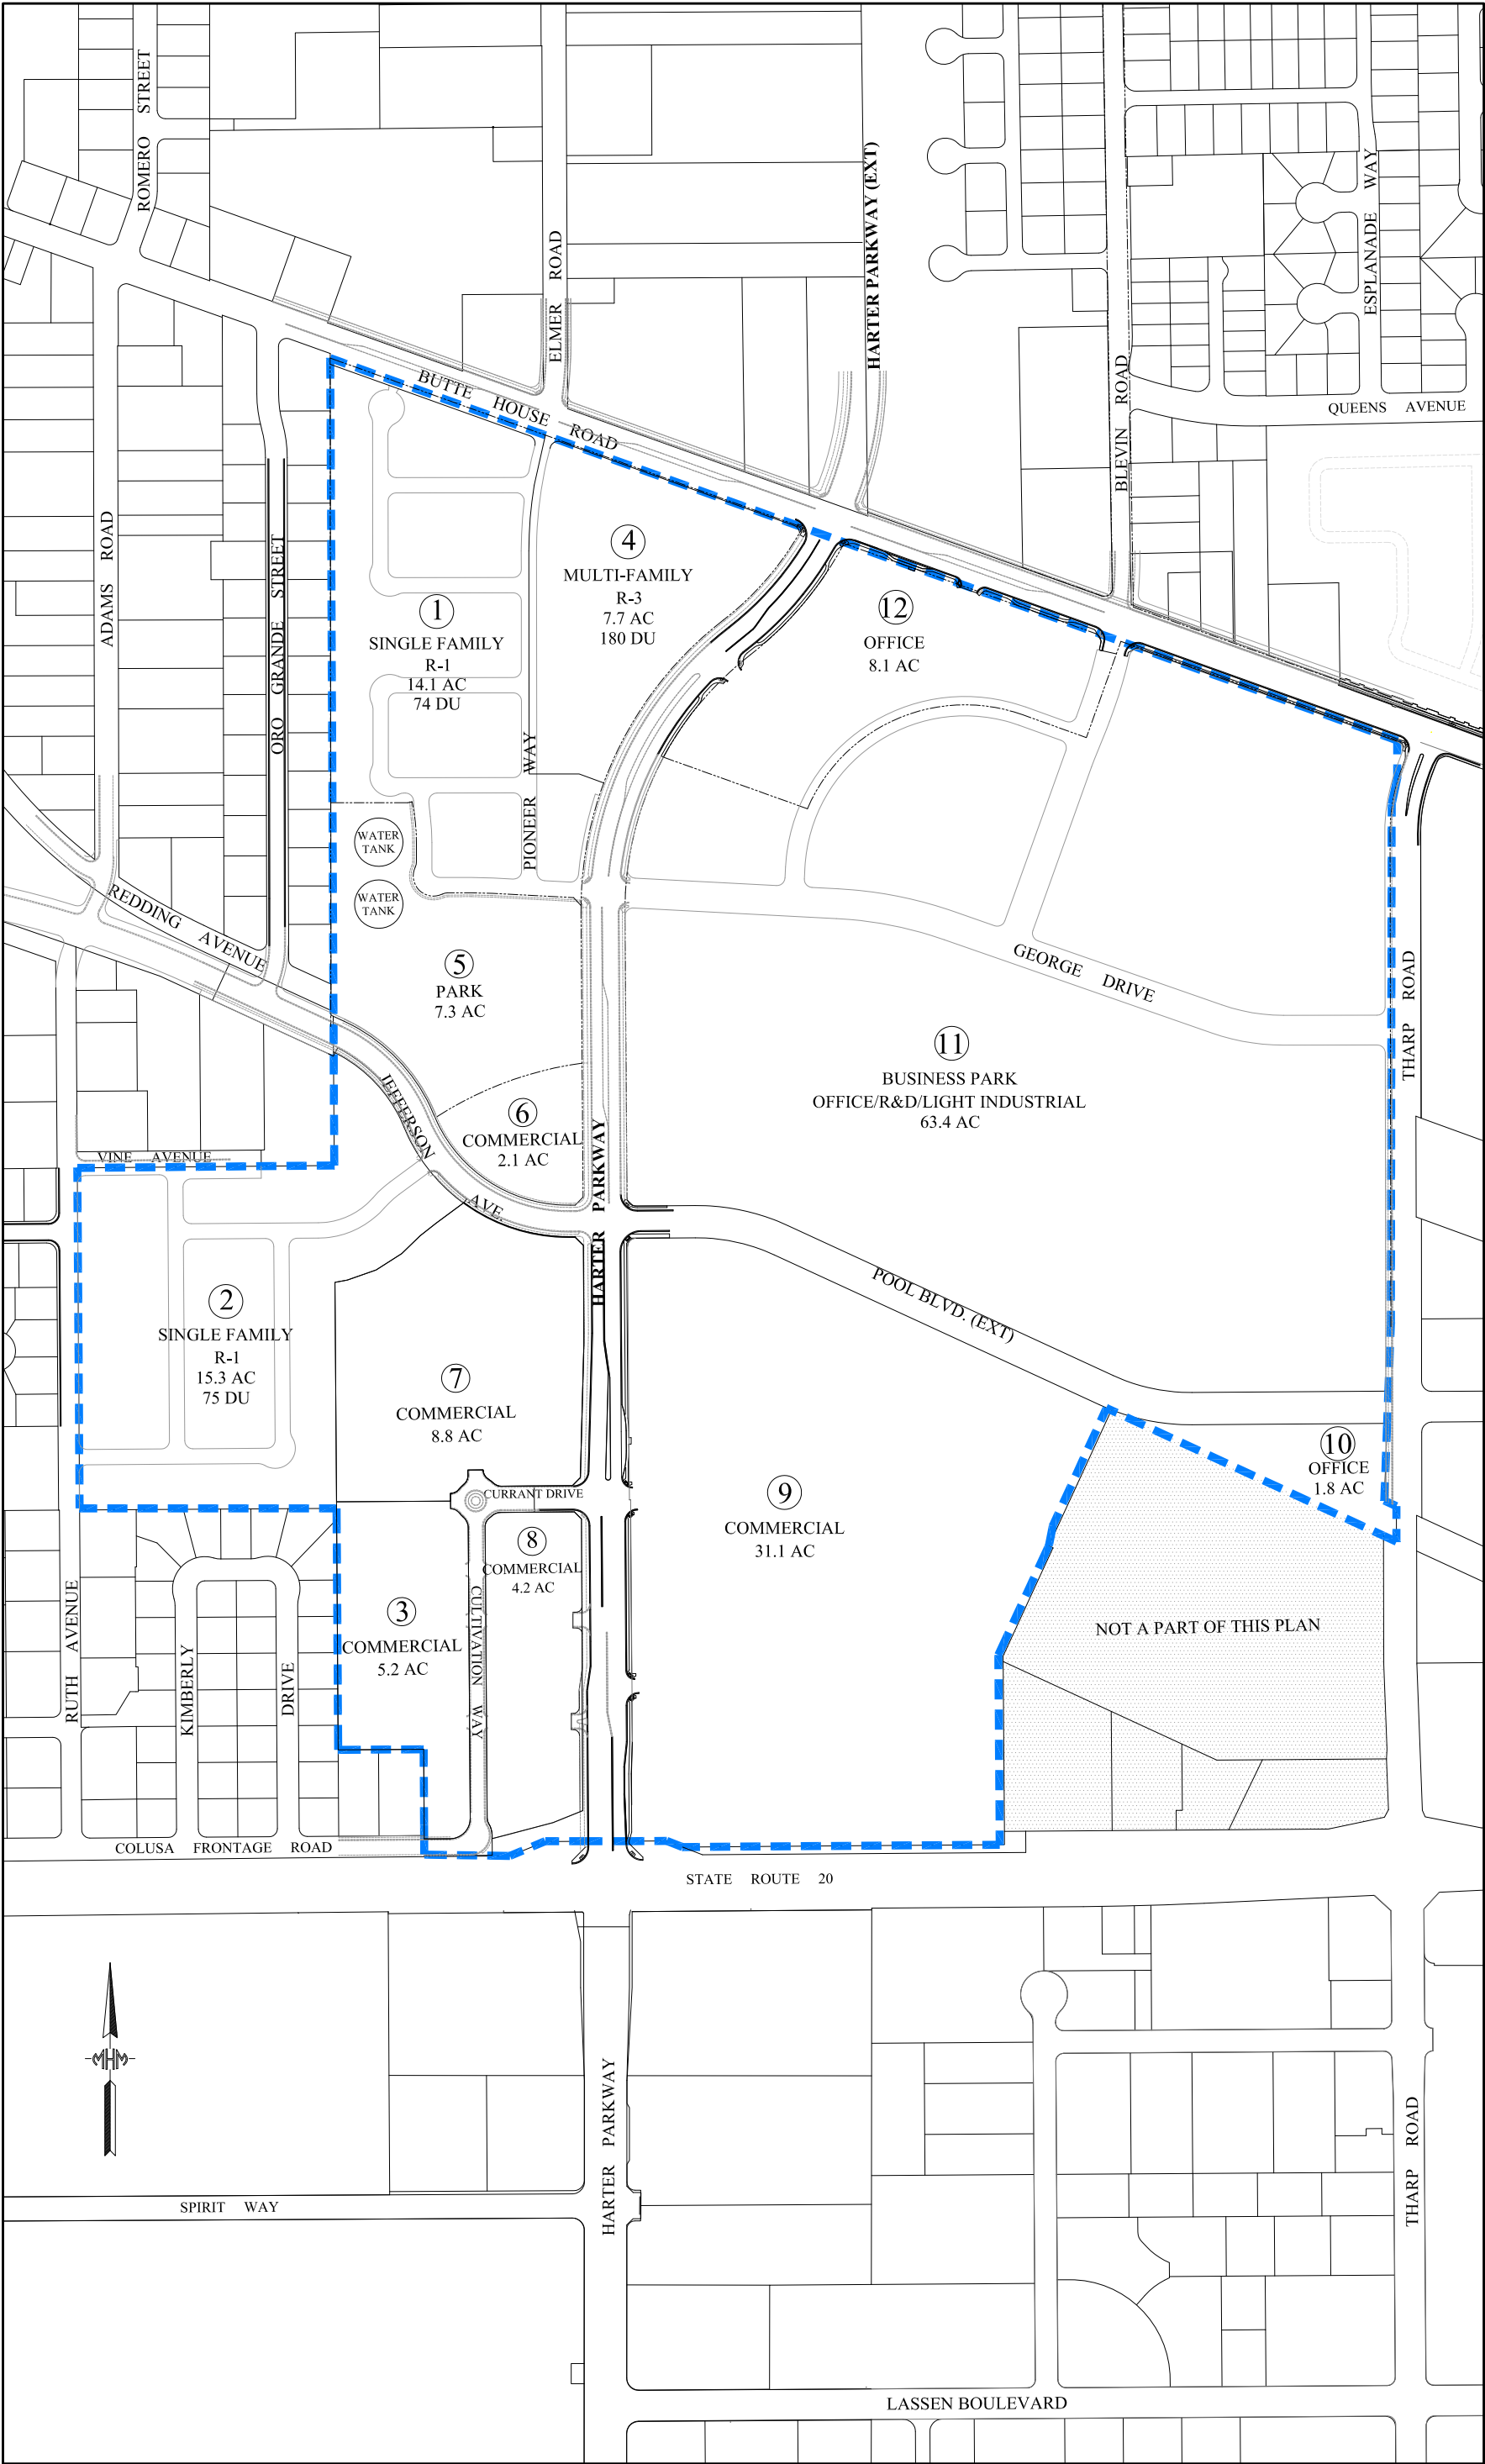 ROMERO STREET
ELMER ROAD
HARTER PARKWAY (EXT)
BLEVIN ROAD
ESPLANADE WAY
QUEENS AVENUE
BUTTE HOUSE ROAD
ADAMS ROAD
ORO GRANDE STREET
1
SINGLE FAMILY
R-1
14.1 AC
74 DU
4
MULTI-FAMILY
R-3
7.7 AC
180 DU
12
OFFICE
8.1 AC
PIONEER WAY
WATER
TANK
WATER
TANK
REDDING AVENUE
5
PARK
7.3 AC
GEORGE DRIVE
THARP ROAD
11
BUSINESS PARK
OFFICE/R&D/LIGHT INDUSTRIAL
63.4 AC
JEFFERSON AVE.
6
COMMERCIAL
2.1 AC
HARTER PARKWAY
VINE AVENUE
2
SINGLE FAMILY
R-1
15.3 AC
75 DU
POOL BLVD. (EXT)
7
COMMERCIAL
8.8 AC
10
OFFICE
1.8 AC
CURRANT DRIVE
9
COMMERCIAL
31.1 AC
8
COMMERCIAL
4.2 AC
3
COMMERCIAL
5.2 AC
CULTIVATION WAY
NOT A PART OF THIS PLAN
RUTH AVENUE
KIMBERLY DRIVE
COLUSA FRONTAGE ROAD
STATE ROUTE 20
MHM
HARTER PARKWAY
THARP ROAD
SPIRIT WAY
LASSEN BOULEVARD